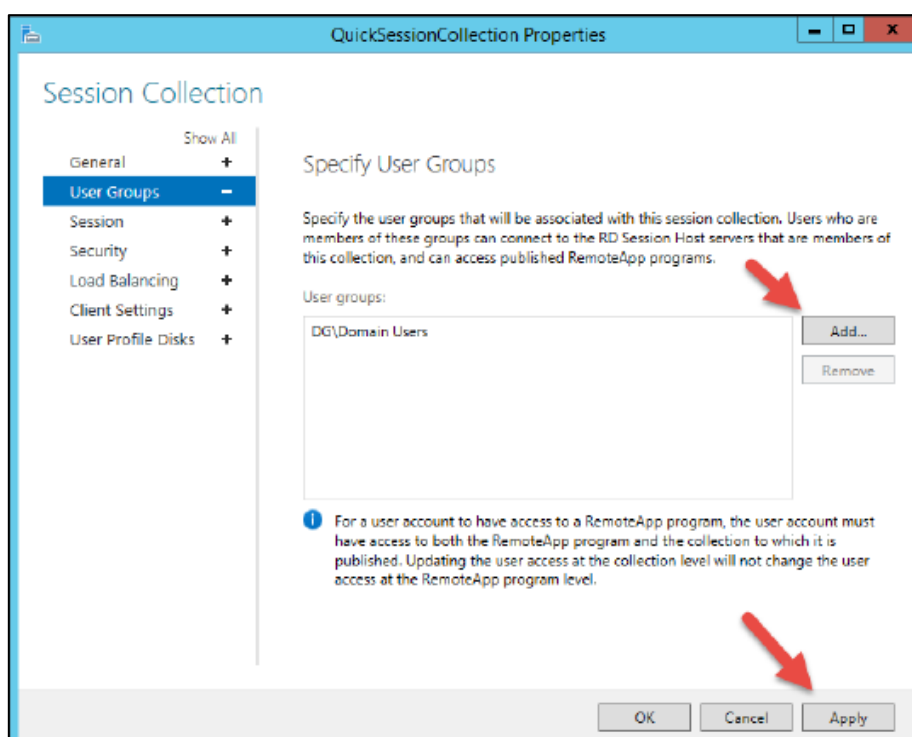 QuickSessionCollection Properties
Session Collection
Show All
General +
User Groups −
Session +
Security +
Load Balancing +
Client Settings +
User Profile Disks +
Specify User Groups
Specify the user groups that will be associated with this session collection. Users who are
members of these groups can connect to the RD Session Host servers that are members of
this collection, and can access published RemoteApp programs.
User groups:
DG\Domain Users
Add...
Remove
For a user account to have access to a RemoteApp program, the user account must
have access to both the RemoteApp program and the collection to which it is
published. Updating the user access at the collection level will not change the user
access at the RemoteApp program level.
OK Cancel Apply